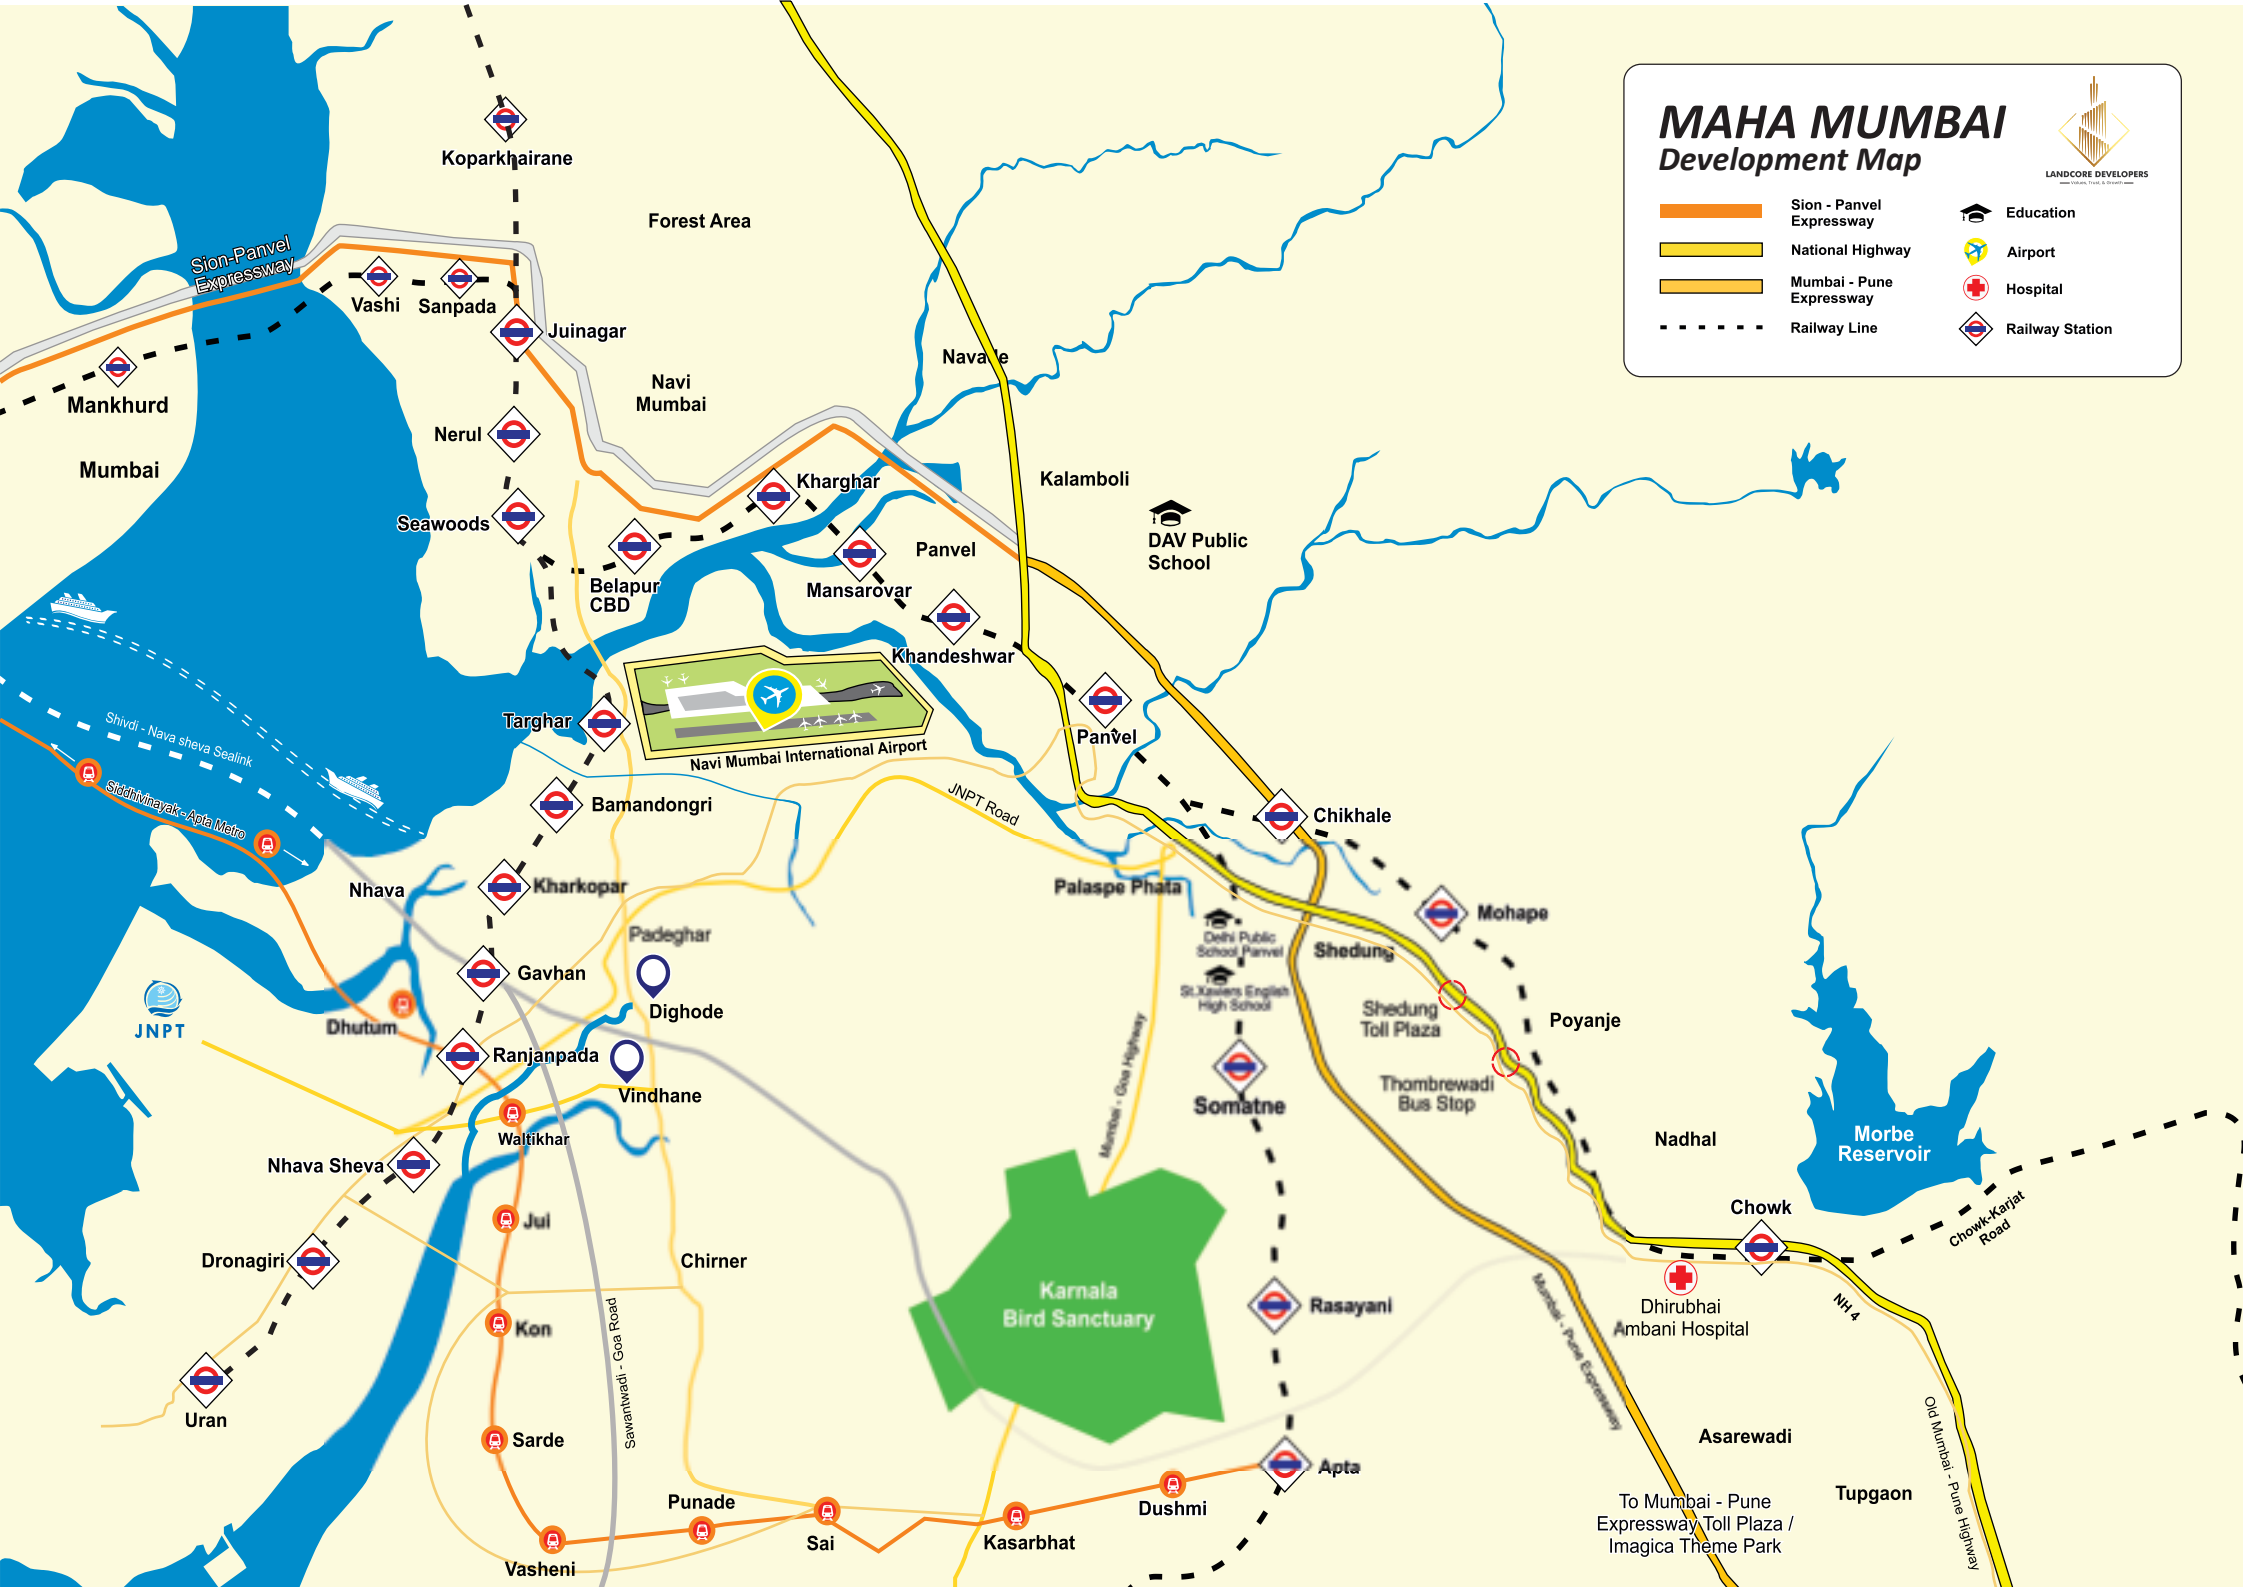 MAHA MUMBAI
Development Map
LANDCORE DEVELOPERS
Values, Trust, & Growth
Sion - Panvel
Expressway
National Highway
Mumbai - Pune
Expressway
Railway Line
Education
Airport
Hospital
Railway Station
Koparkhairane
Forest Area
Sion-Panvel
Expressway
Vashi
Sanpada
Juinagar
Navade
Mankhurd
Navi
Mumbai
Nerul
Mumbai
Kharghar
Kalamboli
Seawoods
DAV Public
School
Panvel
Belapur
CBD
Mansarovar
Khandeshwar
Targhar
Navi Mumbai International Airport
Panvel
Shivdi - Nava sheva Sealink
Siddhivinayak - Apta Metro
Bamandongri
JNPT Road
Chikhale
Nhava
Kharkopar
Palaspe Phata
Mohape
Padeghar
Delhi Public
School Panvel
Shedung
Gavhan
St.Xaviers English
High School
Dighode
Shedung
Toll Plaza
Poyanje
JNPT
Dhutum
Ranjanpada
Vindhane
Mumbai - Goa Highway
Somatne
Thombrewadi
Bus Stop
Waltikhar
Nadhal
Morbe
Reservoir
Nhava Sheva
Jui
Chowk
Chowk-Karjat
Road
Dronagiri
Chirner
Karnala
Bird Sanctuary
Rasayani
Dhirubhai
Ambani Hospital
NH 4
Kon
Sawantwadi - Goa Road
Mumbai - Pune Expressway
Uran
Sarde
Asarewadi
Old Mumbai - Pune Highway
Apta
Tupgaon
Punade
Dushmi
To Mumbai - Pune
Expressway Toll Plaza /
Imagica Theme Park
Sai
Kasarbhat
Vasheni